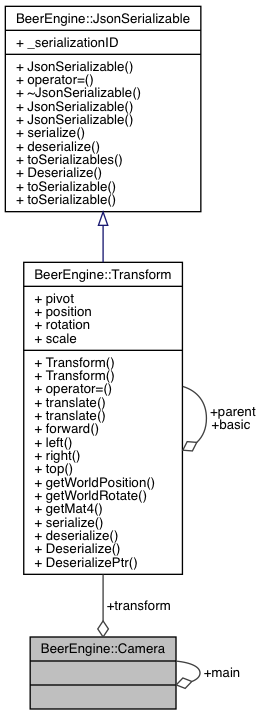 BeerEngine::JsonSerializable
+ _serializationID
+ JsonSerializable()
+ operator=()
+ ~JsonSerializable()
+ JsonSerializable()
+ JsonSerializable()
+ serialize()
+ deserialize()
+ toSerializables()
+ Deserialize()
+ toSerializable()
+ toSerializable()
BeerEngine::Transform
+ pivot
+ position
+ rotation
+ scale
+ Transform()
+ Transform()
+ operator=()
+ translate()
+ translate()
+ forward()
+ left()
+ right()
+ top()
+ getWorldPosition()
+ getWorldRotate()
+ getMat4()
+ serialize()
+ deserialize()
+ Deserialize()
+ DeserializePtr()
+parent
+basic
+transform
BeerEngine::Camera
+main